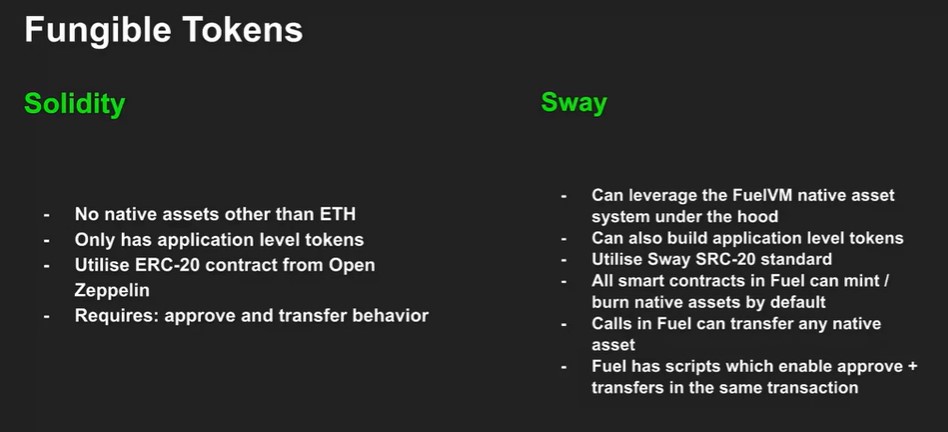 Fungible Tokens
Solidity
- No native assets other than ETH
- Only has application level tokens
- Utilise ERC-20 contract from Open
Zeppelin
- Requires: approve and transfer behavior
Sway
- Can leverage the FuelVM native asset
system under the hood
- Can also build application level tokens
- Utilise Sway SRC-20 standard
- All smart contracts in Fuel can mint /
burn native assets by default
- Calls in Fuel can transfer any native
asset
- Fuel has scripts which enable approve +
transfers in the same transaction